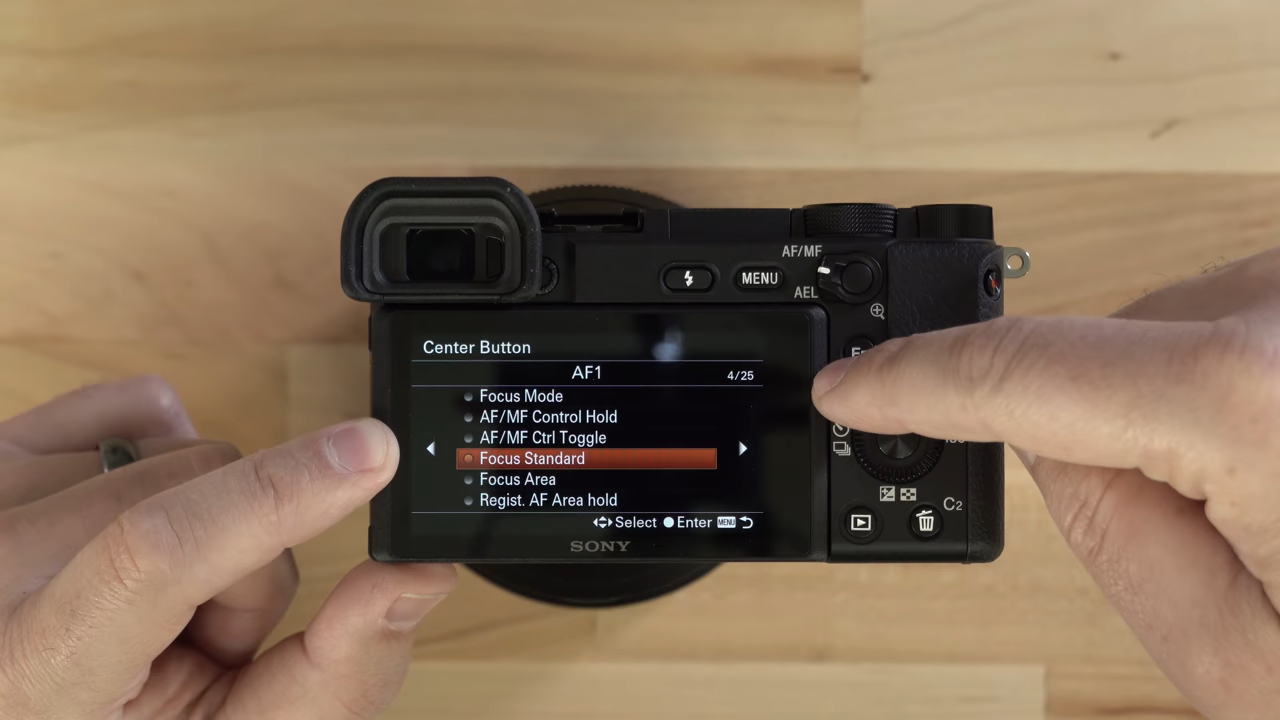 AF/MF
MENU
AEL
Center Button
AF1
4/25
Focus Mode
AF/MF Control Hold
AF/MF Ctrl Toggle
Focus Standard
Focus Area
Regist. AF Area hold
Select Enter MENU
SONY
C2